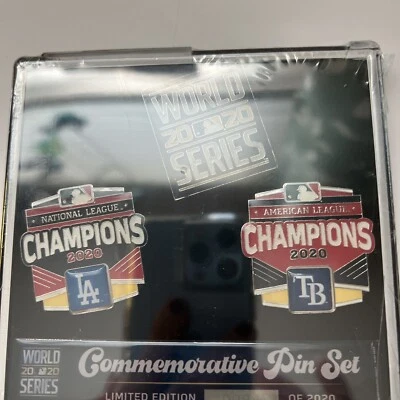 WORLD
20 20
SERIES
NATIONAL LEAGUE
CHAMPIONS
2020
LA
AMERICAN LEAGUE
CHAMPIONS
2020
TB
WORLD
20 20
SERIES
Commemorative Pin Set
LIMITED EDITION OF 2020